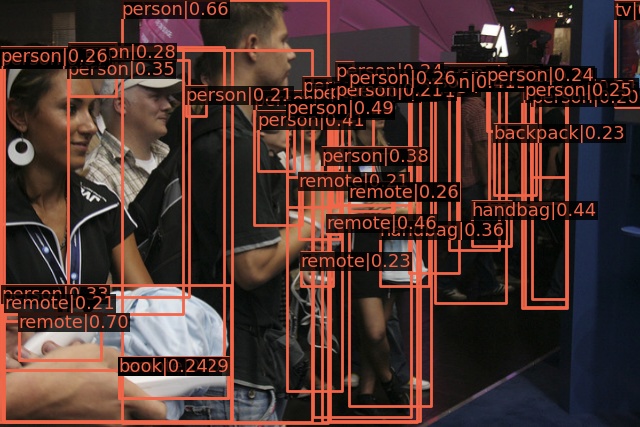 person|0.66
tv|
person|0.26
on|0.28
person|0.35
person|0.24
person|0.26
person|0.24
person|0.21
person|0.21
person|0.25
person|0.49
person|0.41
backpack|0.23
person|0.38
remote|0.21
remote|0.26
handbag|0.44
remote|0.46
handbag|0.36
remote|0.23
person|0.33
remote|0.21
remote|0.70
book|0.2429